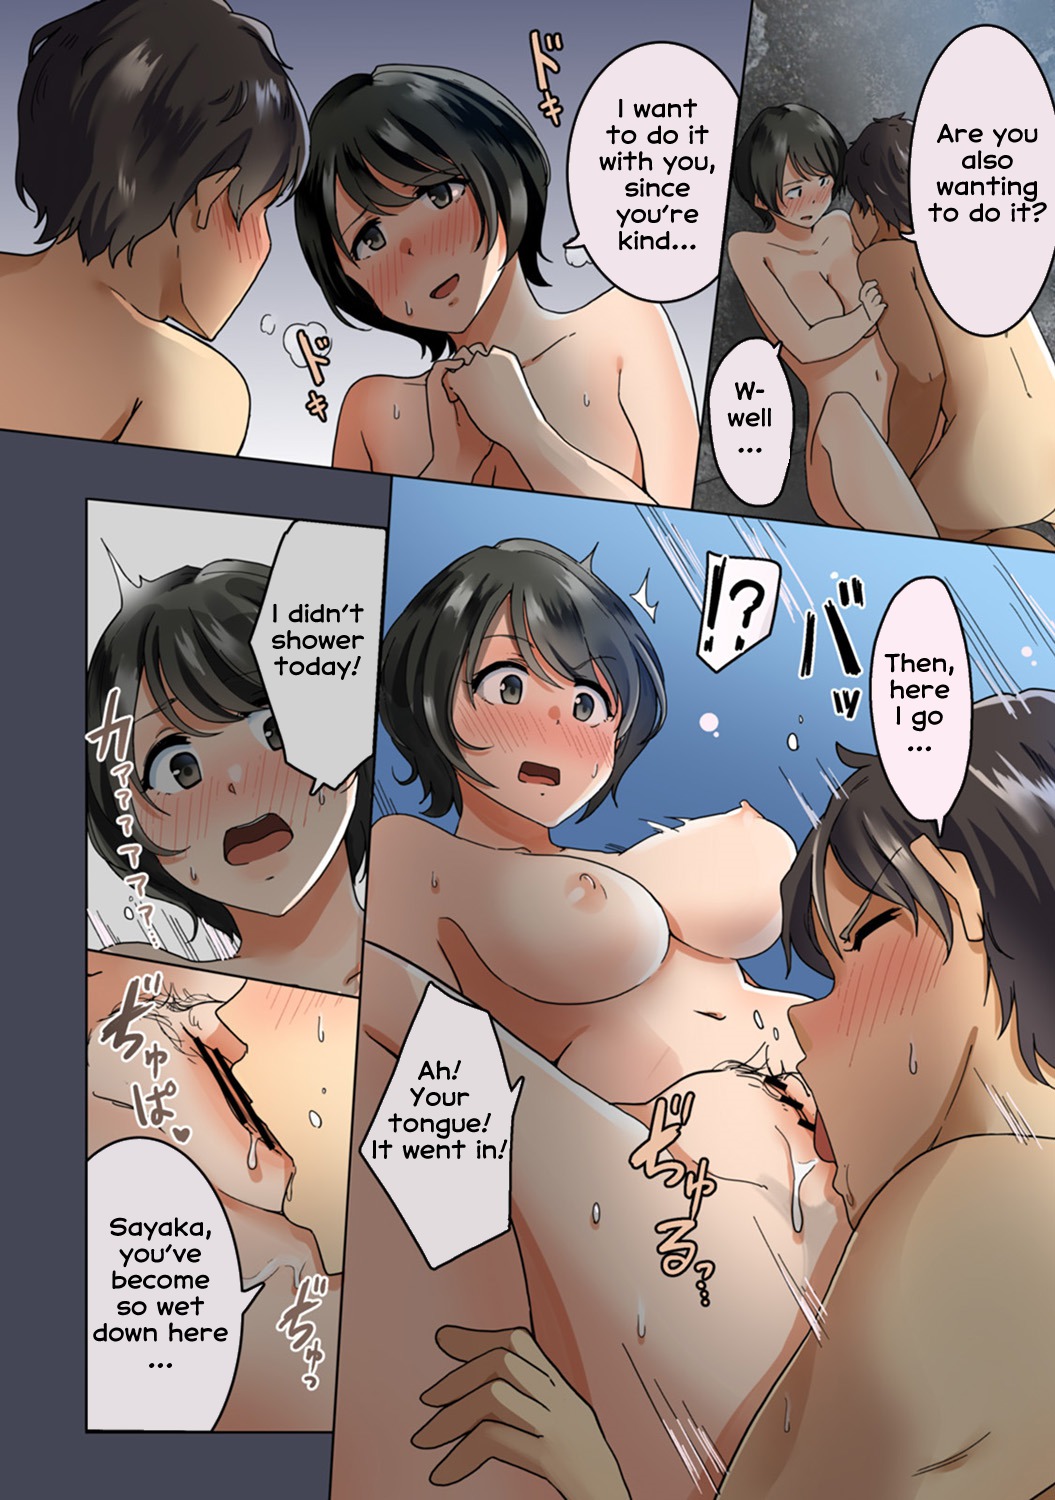 Are you
also
wanting
to do it?
W-
well
...
I want
to do it
with you,
since
you're
kind...
ドキ
ドキ
Then,
here
I go
...
バッ
!?
Ah!
Your
tongue!
It went in!
I didn't
shower
today!
Sayaka,
you've
become
so wet
down here
...